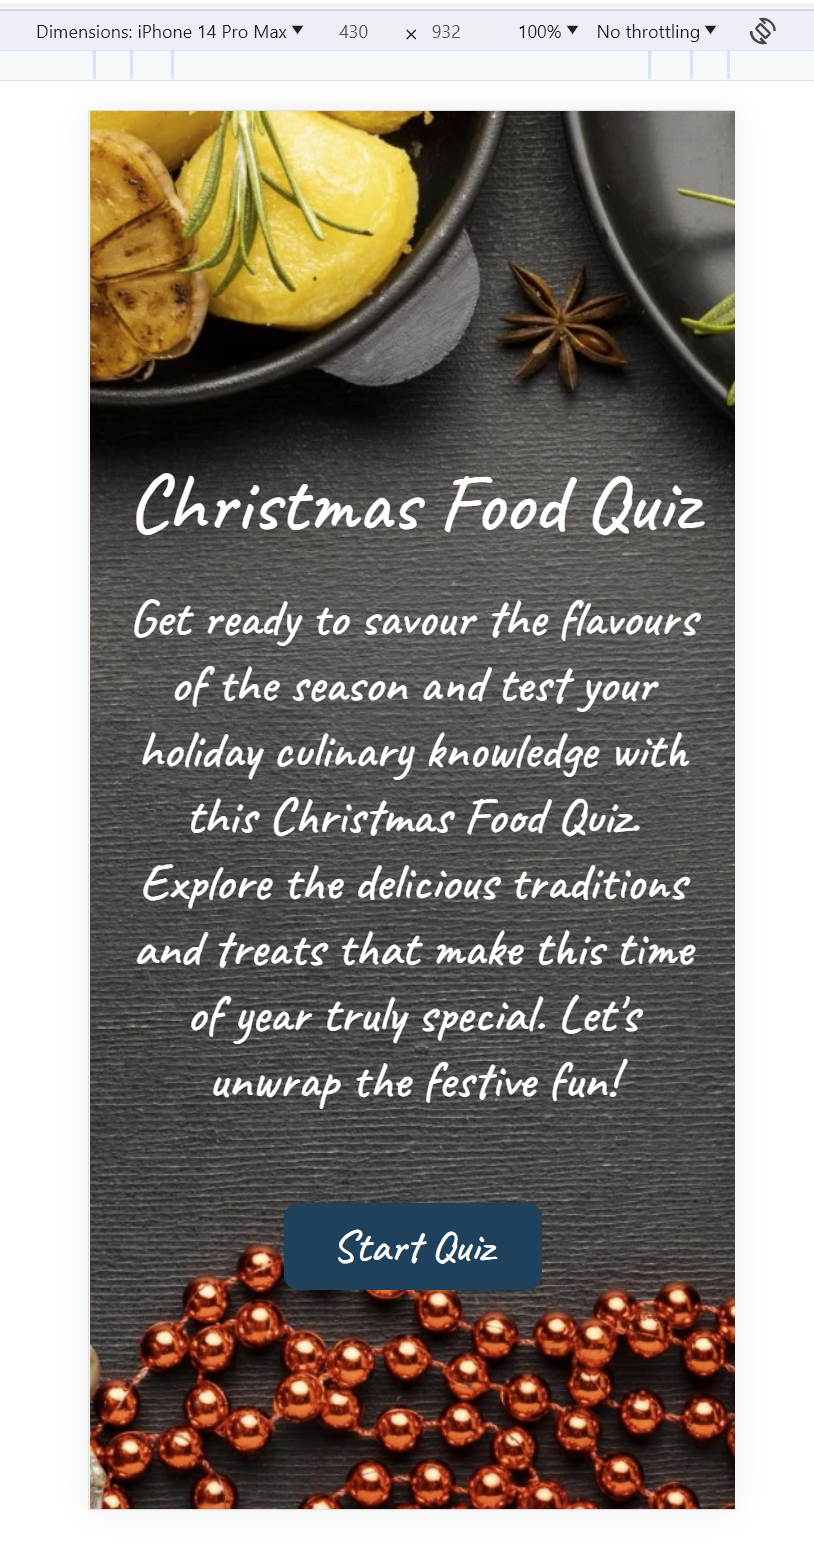 Dimensions: iPhone 14 Pro Max 430 × 932 100% No throttling
Christmas Food Quiz
Get ready to savour the flavours
of the season and test your
holiday culinary knowledge with
this Christmas Food Quiz.
Explore the delicious traditions
and treats that make this time
of year truly special. Let's
unwrap the festive fun!
Start Quiz